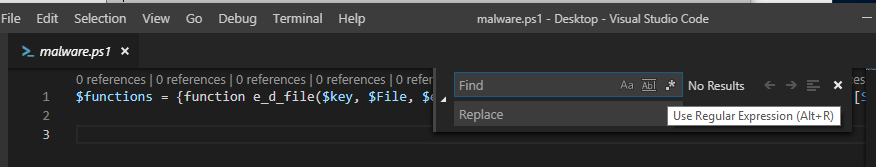 File Edit Selection View Go Debug Terminal Help malware.ps1 - Desktop - Visual Studio Code
malware.ps1
0 references | 0 references | 0 references | 0 references | 0
Find Aa Abl .* No Results
1 $functions = {function e_d_file($key, $File,
Replace
Use Regular Expression (Alt+R)
2
3